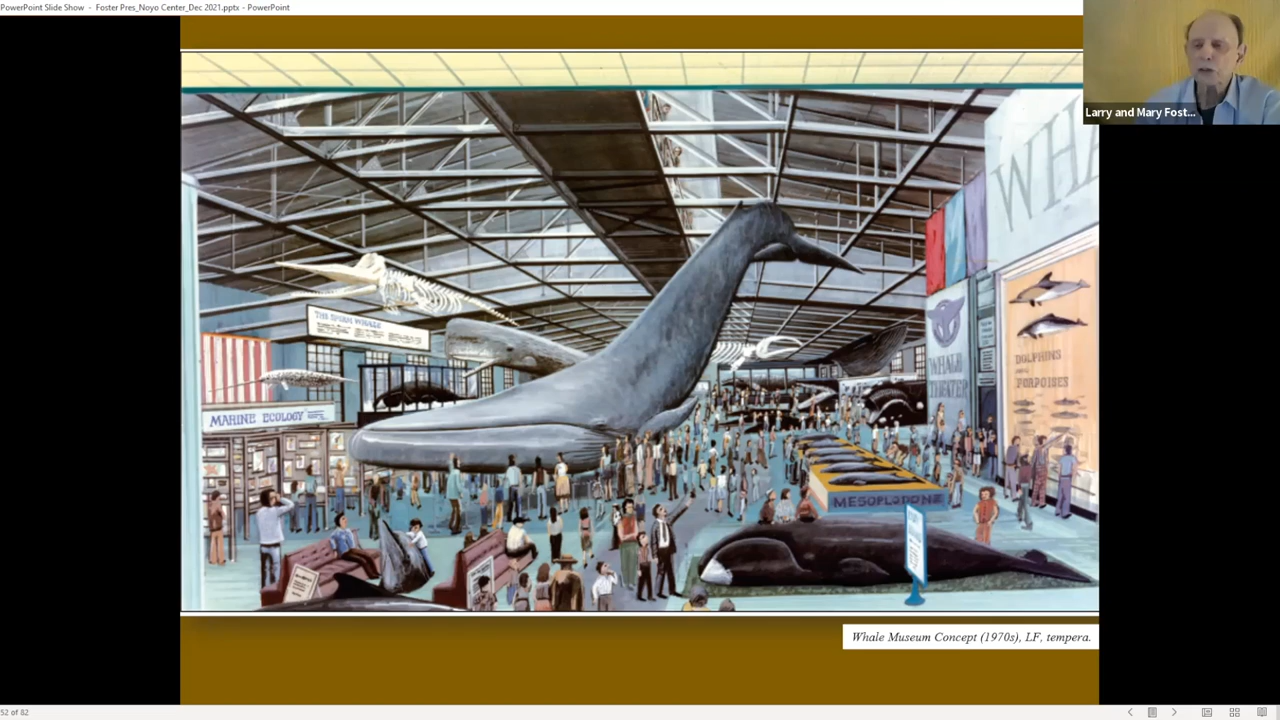 PowerPoint Slide Show - Foster Pres_Noyo Center_Dec 2021.pptx - PowerPoint
Larry and Mary Fost...
WHA
THE SPERM WHALE
MARINE ECOLOGY
WHALE
THEATER
DOLPHINS
AND
PORPOISES
MESOPLODONS
Whale Museum Concept (1970s), LF, tempera.
52 of 82